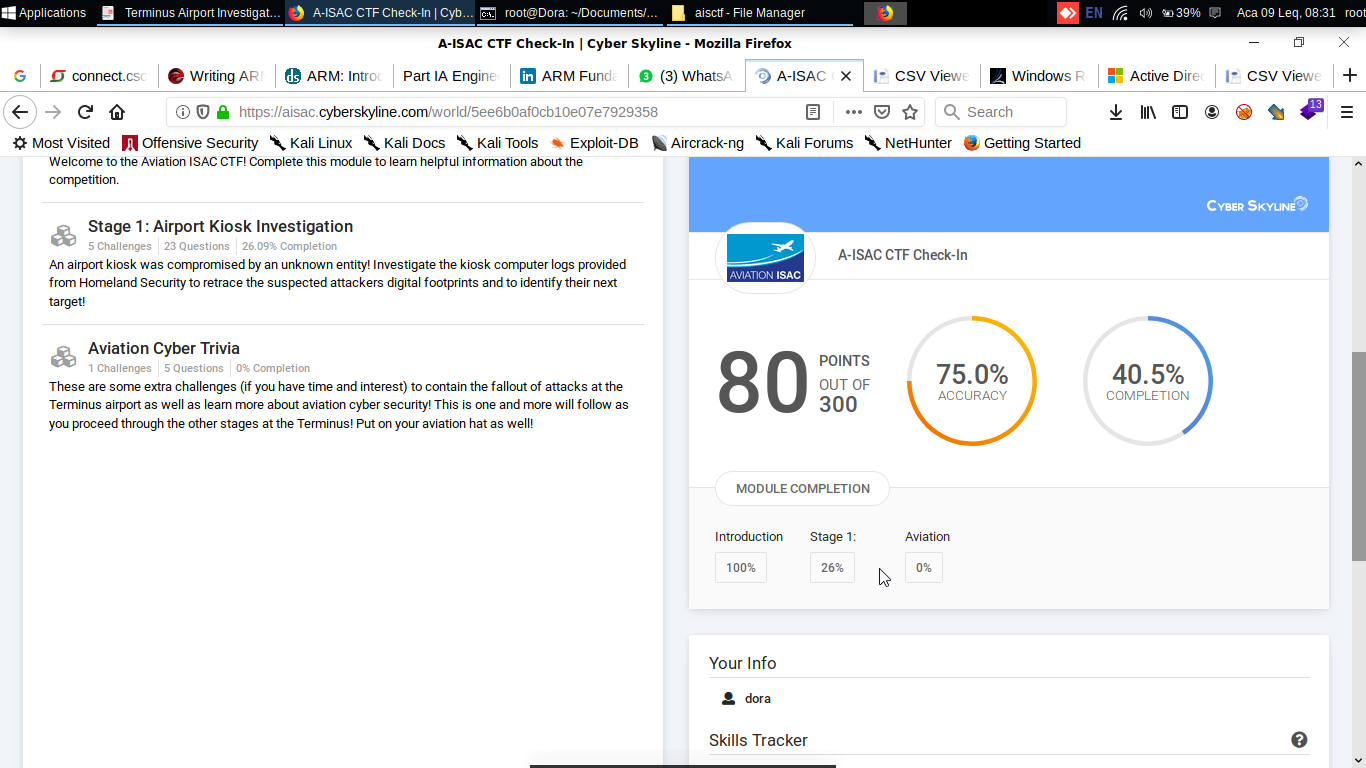 Applications
Terminus Airport Investigat...
A-ISAC CTF Check-In | Cyb...
root@Dora: ~/Documents/...
aisctf - File Manager
EN
39%
Aca 09 Leq, 08:31
root
A-ISAC CTF Check-In | Cyber Skyline - Mozilla Firefox
connect.csc
Writing ARM
ARM: Introd
Part IA Engine
ARM Funda
(3) WhatsA
A-ISAC
CSV Viewe
Windows R
Active Direc
CSV Viewe
https://aisac.cyberskyline.com/world/5ee6b0af0cb10e07e7929358
Search
13
Most Visited
Offensive Security
Kali Linux
Kali Docs
Kali Tools
Exploit-DB
Aircrack-ng
Kali Forums
NetHunter
Getting Started
Welcome to the Aviation ISAC CTF! Complete this module to learn helpful information about the
competition.
Stage 1: Airport Kiosk Investigation
5 Challenges
23 Questions
26.09% Completion
An airport kiosk was compromised by an unknown entity! Investigate the kiosk computer logs provided
from Homeland Security to retrace the suspected attackers digital footprints and to identify their next
target!
Aviation Cyber Trivia
1 Challenges
5 Questions
0% Completion
These are some extra challenges (if you have time and interest) to contain the fallout of attacks at the
Terminus airport as well as learn more about aviation cyber security! This is one and more will follow as
you proceed through the other stages at the Terminus! Put on your aviation hat as well!
CYBER SKYLINE
AVIATION ISAC
A-ISAC CTF Check-In
80
POINTS
OUT OF
300
75.0%
ACCURACY
40.5%
COMPLETION
MODULE COMPLETION
Introduction
Stage 1:
Aviation
100%
26%
0%
Your Info
dora
Skills Tracker